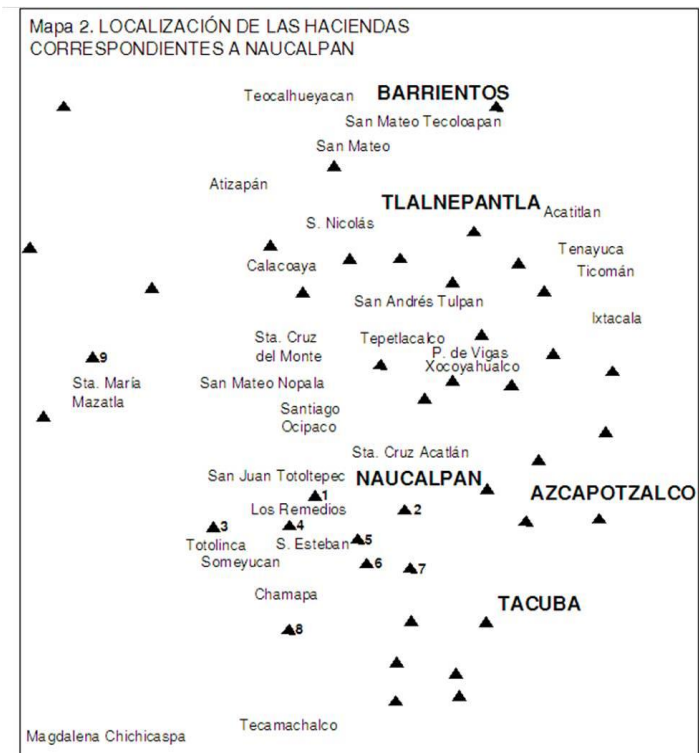 Mapa 2. LOCALIZACIÓN DE LAS HACIENDAS
CORRESPONDIENTES A NAUCALPAN
Teocalhueyacan
BARRIENTOS
San Mateo Tecoloapan
San Mateo
Atizapán
TLALNEPANTLA
Acatitlan
S. Nicolás
Tenayuca
Calacoaya
Ticomán
San Andrés Tulpan
Ixtacala
Sta. Cruz
del Monte
Tepetlacalco
P. de Vigas
Xocoyahualco
9
Sta. María
Mazatla
San Mateo Nopala
Santiago
Ocipaco
Sta. Cruz Acatlán
San Juan Totoltepec
NAUCALPAN
1
AZCAPOTZALCO
Los Remedios
2
3
4
Totolinca
S. Esteban
5
Someyucan
6
7
Chamapa
TACUBA
8
Tecamachalco
Magdalena Chichicaspa